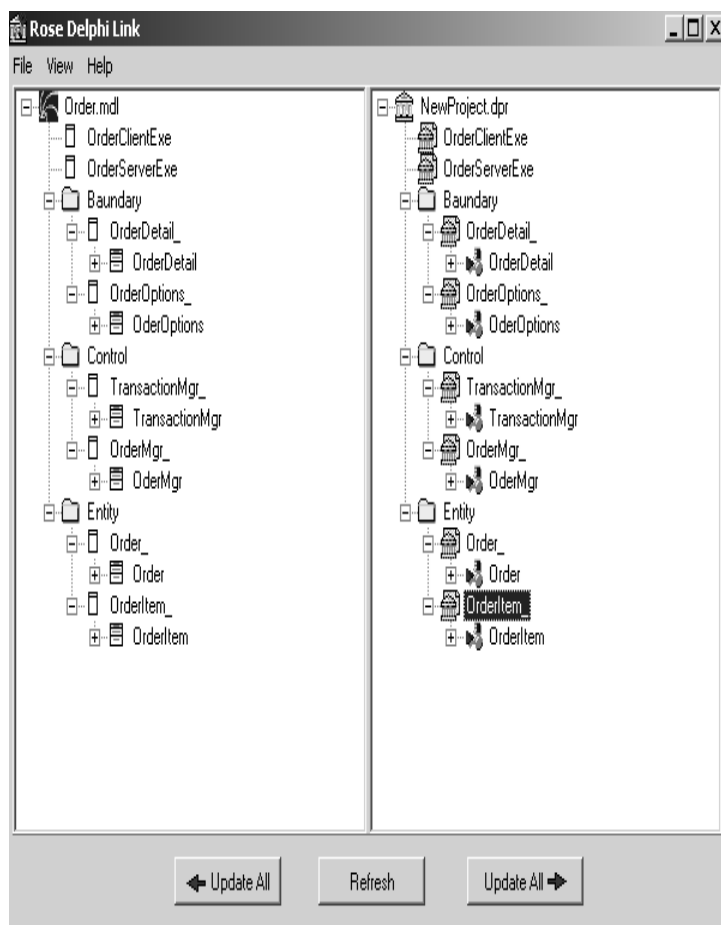 Rose Delphi Link
File View Help
Order.mdl
OrderClientExe
OrderServerExe
Baundary
OrderDetail_
OrderDetail
OrderOptions_
OderOptions
Control
TransactionMgr_
TransactionMgr
OrderMgr_
OderMgr
Entity
Order_
Order
OrderItem_
OrderItem
NewProject.dpr
OrderClientExe
OrderServerExe
Baundary
OrderDetail_
OrderDetail
OrderOptions_
OderOptions
Control
TransactionMgr_
TransactionMgr
OrderMgr_
OderMgr
Entity
Order_
Order
OrderItem_
OrderItem
Update All Refresh Update All